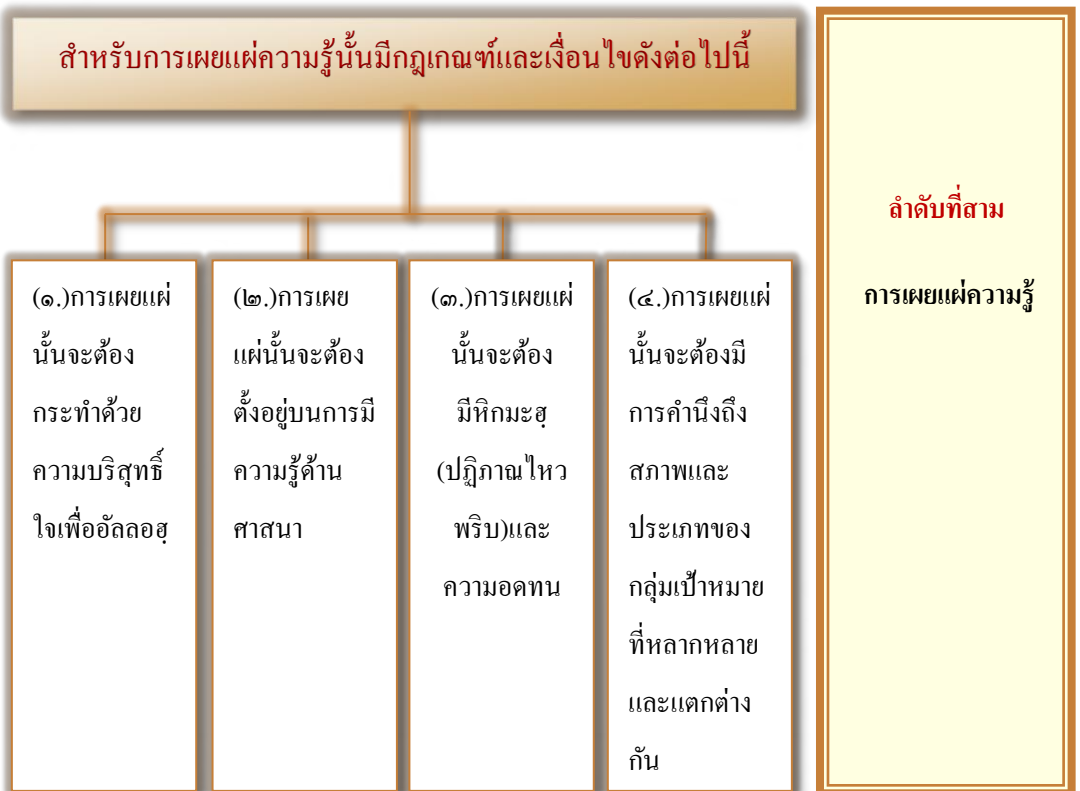 สำหรับการเผยแผ่ความรู้นั้นมีกฎเกณฑ์และเงื่อนไขดังต่อไปนี้
(๑.)การเผยแผ่
นั้นจะต้อง
กระทำด้วย
ความบริสุทธิ์
ใจเพื่ออัลลอฮฺ
(๒.)การเผย
แผ่นั้นจะต้อง
ตั้งอยู่บนการมี
ความรู้ด้าน
ศาสนา
(๓.)การเผยแผ่
นั้นจะต้อง
มีหิกมะฮฺ
(ปฏิภาณไหว
พริบ)และ
ความอดทน
(๔.)การเผยแผ่
นั้นจะต้องมี
การคำนึงถึง
สภาพและ
ประเภทของ
กลุ่มเป้าหมาย
ที่หลากหลาย
และแตกต่าง
กัน
ลำดับที่สาม
การเผยแผ่ความรู้